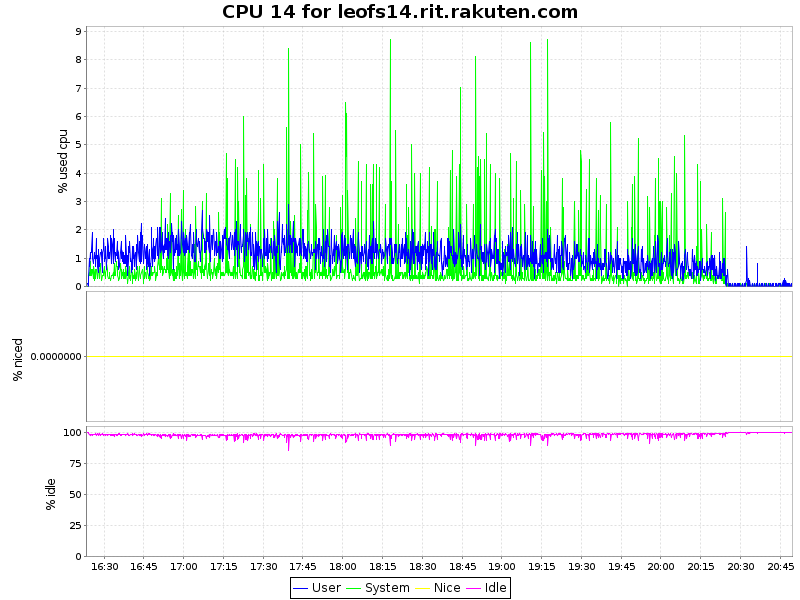 CPU 14 for leofs14.rit.rakuten.com
9
8
7
6
5
4
3
2
1
0
% used cpu
0.0000000
% niced
100
75
50
25
0
% idle
16:30 16:45 17:00 17:15 17:30 17:45 18:00 18:15 18:30 18:45 19:00 19:15 19:30 19:45 20:00 20:15 20:30 20:45
User System Nice Idle